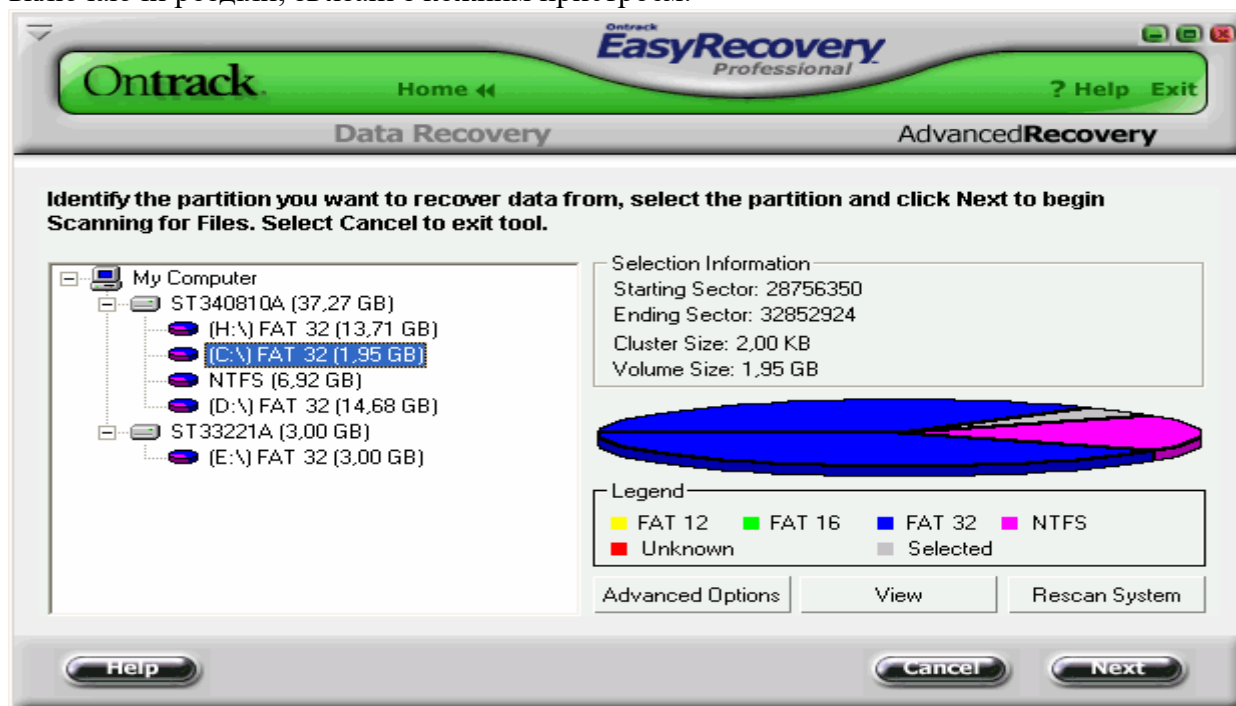 включаючи розділи, связані с кожним пристроєм.
Ontrack
EasyRecovery
Professional
Ontrack.
Home
? Help Exit
Data Recovery
AdvancedRecovery
Identify the partition you want to recover data from, select the partition and click Next to begin
Scanning for Files. Select Cancel to exit tool.
My Computer
ST340810A (37,27 GB)
(H:\) FAT 32 (13,71 GB)
(C:\) FAT 32 (1,95 GB)
NTFS (6,92 GB)
(D:\) FAT 32 (14,68 GB)
ST33221A (3,00 GB)
(E:\) FAT 32 (3,00 GB)
Selection Information
Starting Sector: 28756350
Ending Sector: 32852924
Cluster Size: 2,00 KB
Volume Size: 1,95 GB
Legend
FAT 12 FAT 16 FAT 32 NTFS
Unknown Selected
Advanced Options View Rescan System
Help Cancel Next